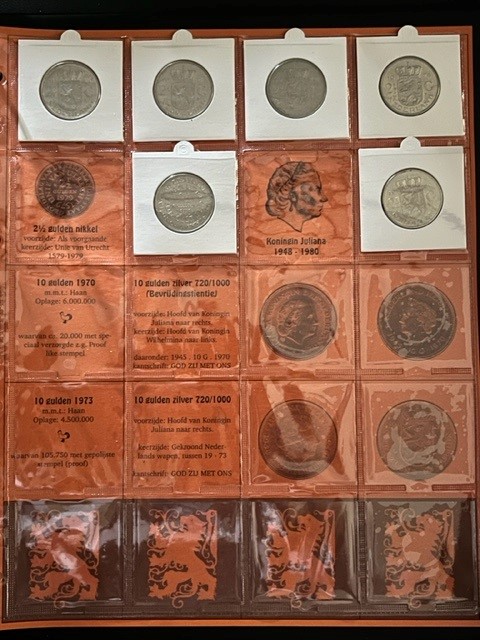 2½ gulden nikkel
voorzijde: Als voorgaande
keerzijde: Unie van Utrecht
1579-1979
Koningin Juliana
1948 - 1980
10 gulden 1970
m.m.t.: Haan
Oplage: 6.000.000
waarvan ca. 20.000 met spe-
ciaal verzoegde z.g. Proof
like stempel.
10 gulden zilver 720/1000
(Bevrijdingstientje)
voorzijde: Hoofd van Koningin
Juliana naar rechts.
keerzijde: Hoofd van Koningin
Wilhelmina naar links.
daaronder: 1945 . 10 G . 1970
kantschrift: GOD ZIJ MET ONS
10 gulden 1973
m.m.t.: Haan
Oplage: 4.500.000
waarvan 105.750 met gepolijste
stempel (proof)
10 gulden zilver 720/1000
voorzijde: Hoofd van Koningin
Juliana naar rechts.
keerzijde: Gekroond Neder-
lands wapen, tussen 19 - 73
kantschrift: GOD ZIJ MET ONS